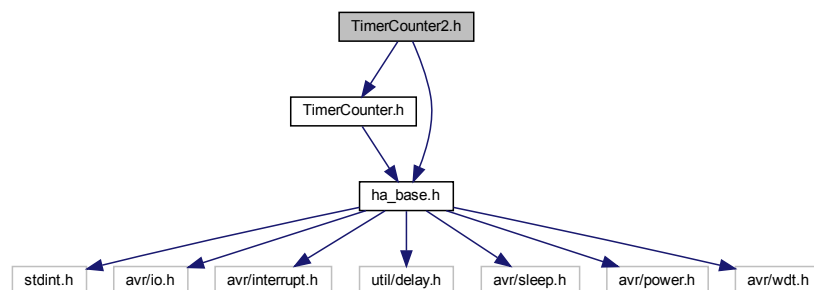 TimerCounter2.h
TimerCounter.h
ha_base.h
stdint.h
avr/io.h
avr/interrupt.h
util/delay.h
avr/sleep.h
avr/power.h
avr/wdt.h